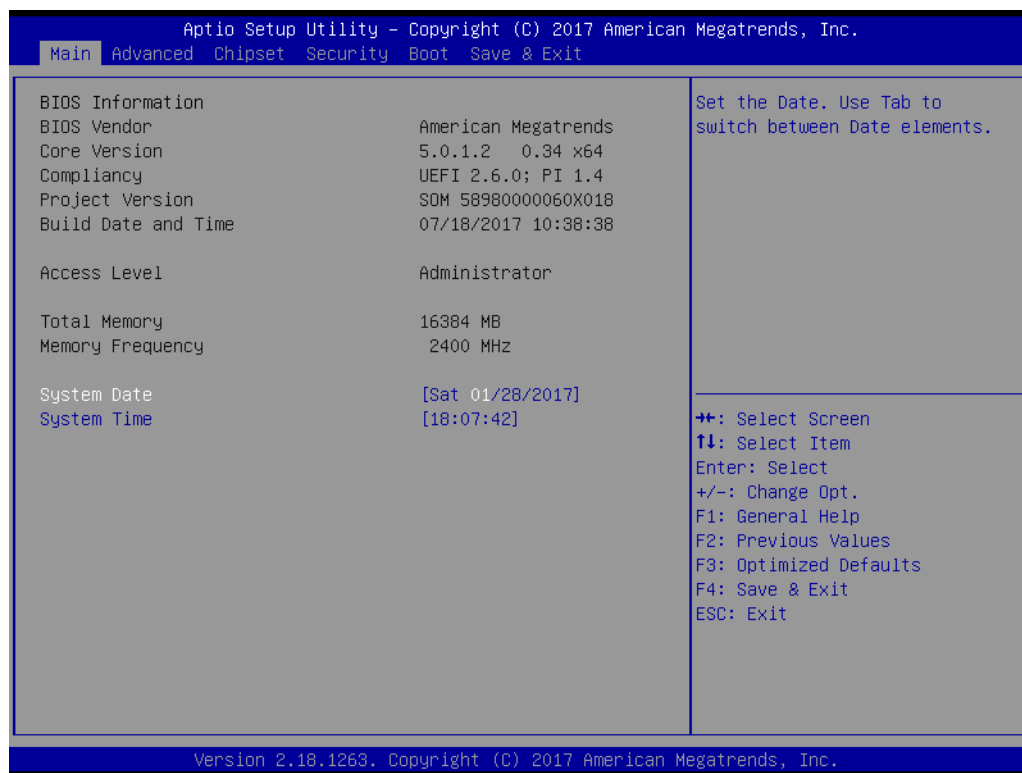 Aptio Setup Utility – Copyright (C) 2017 American Megatrends, Inc.
Main Advanced Chipset Security Boot Save & Exit
BIOS Information
BIOS Vendor American Megatrends
Core Version 5.0.1.2 0.34 x64
Compliancy UEFI 2.6.0; PI 1.4
Project Version SOM 58980000060X018
Build Date and Time 07/18/2017 10:38:38
Access Level Administrator
Total Memory 16384 MB
Memory Frequency 2400 MHz
System Date [Sat 01/28/2017]
System Time [18:07:42]
Set the Date. Use Tab to
switch between Date elements.
→←: Select Screen
↑↓: Select Item
Enter: Select
+/-: Change Opt.
F1: General Help
F2: Previous Values
F3: Optimized Defaults
F4: Save & Exit
ESC: Exit
Version 2.18.1263. Copyright (C) 2017 American Megatrends, Inc.